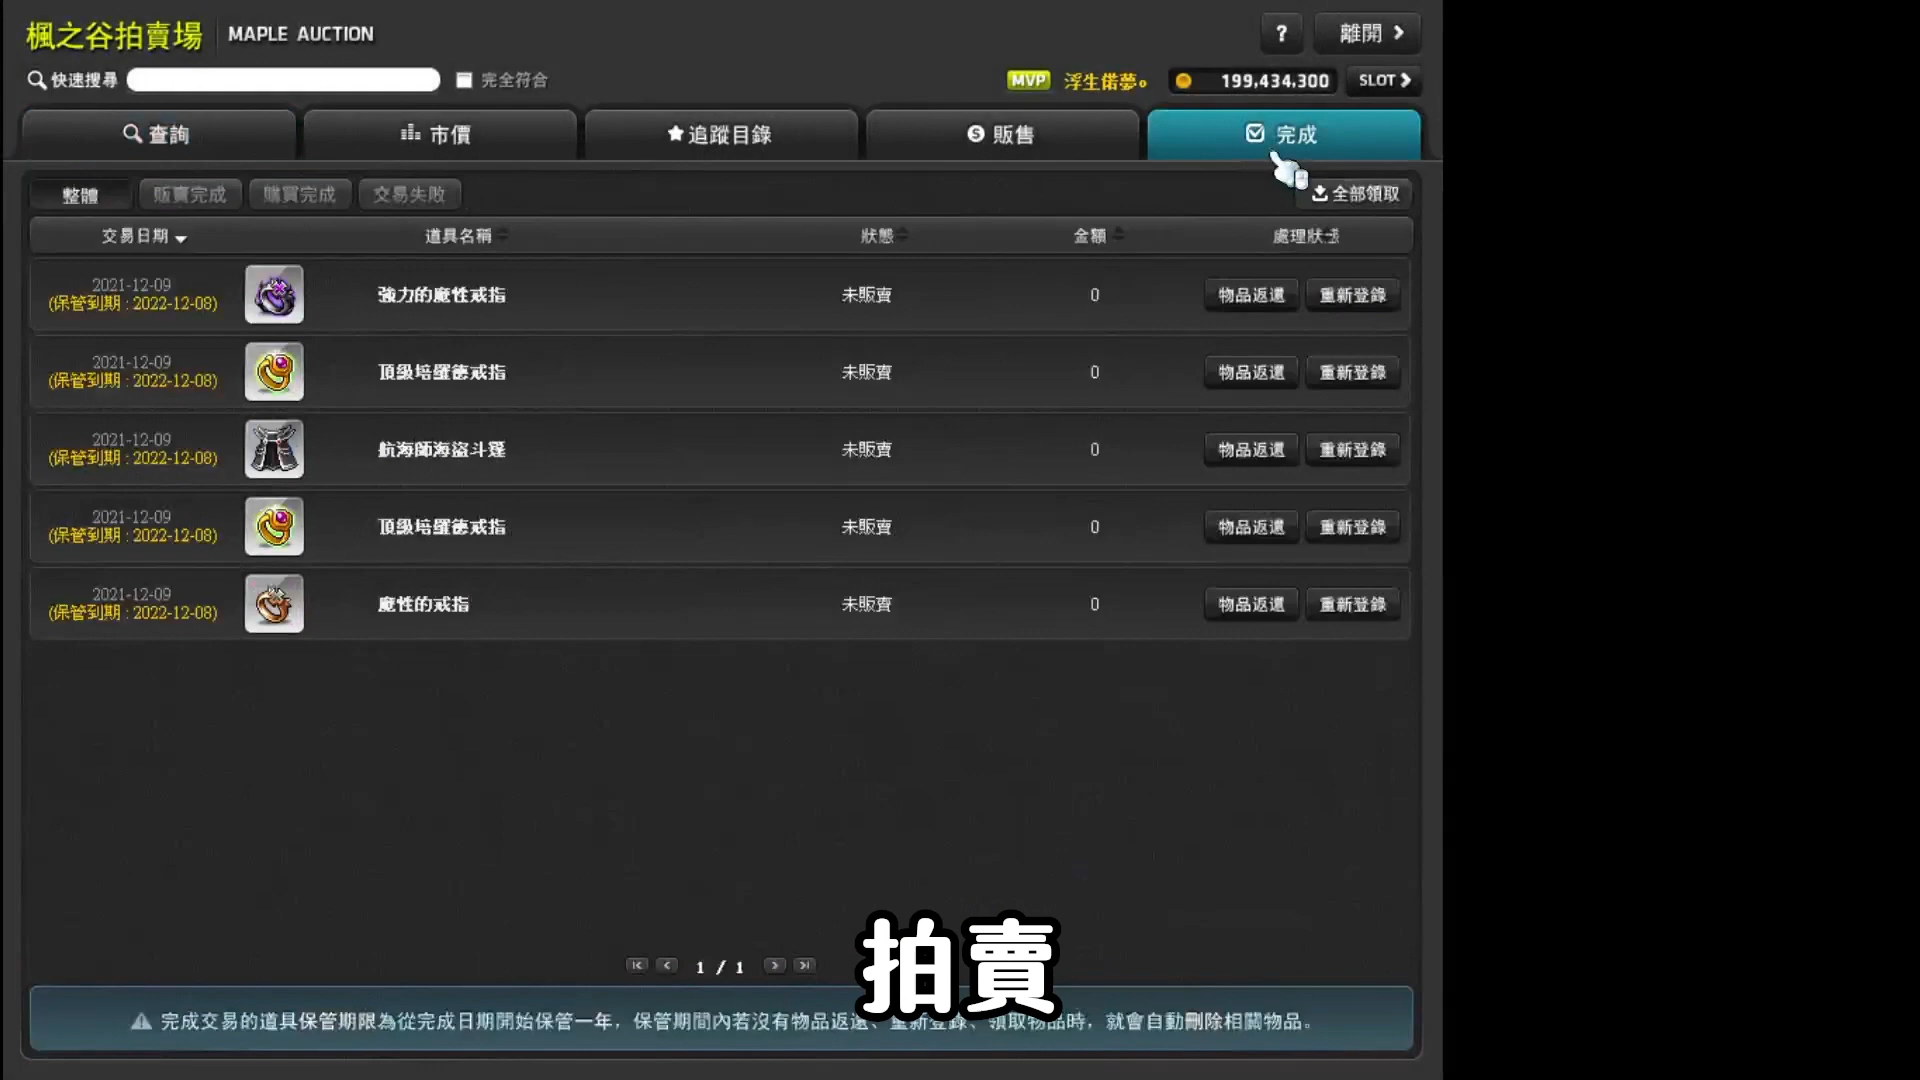 楓之谷拍賣場 MAPLE AUCTION ? 離開
快速搜尋 完全符合 MVP 浮生偌夢。 199,434,300 SLOT
查詢 市價 追蹤目錄 販售 完成
整體 販賣完成 購買完成 交易失敗 全部領取
交易日期 道具名稱 狀態 金額 處理狀態
2021-12-09
(保管到期 : 2022-12-08) 強力的魔性戒指 未販賣 0 物品返還 重新登錄
2021-12-09
(保管到期 : 2022-12-08) 頂級培羅德戒指 未販賣 0 物品返還 重新登錄
2021-12-09
(保管到期 : 2022-12-08) 航海師海盜斗篷 未販賣 0 物品返還 重新登錄
2021-12-09
(保管到期 : 2022-12-08) 頂級培羅德戒指 未販賣 0 物品返還 重新登錄
2021-12-09
(保管到期 : 2022-12-08) 魔性的戒指 未販賣 0 物品返還 重新登錄
1 / 1
拍賣
完成交易的道具保管期限為從完成日期開始保管一年，保管期間內若沒有物品返還、重新登錄、領取物品時，就會自動刪除相關物品。